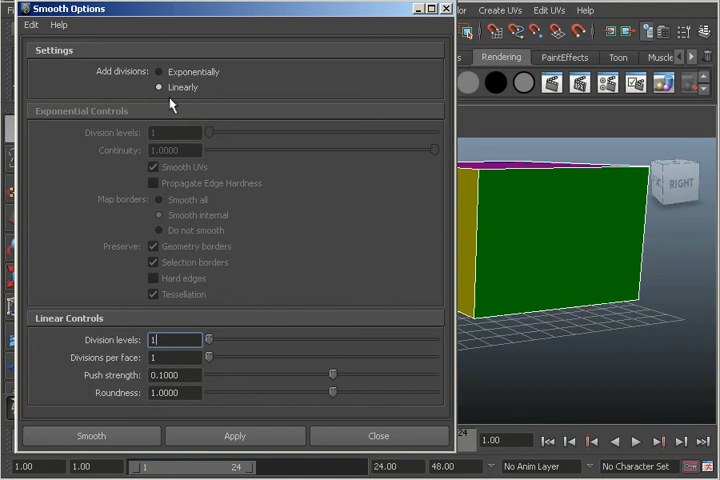 Smooth Options
Edit Help
Settings
Add divisions: Exponentially
Linearly
Exponential Controls
Division levels: 1
Continuity: 1.0000
Smooth UVs
Propagate Edge Hardness
Map borders: Smooth all
Smooth internal
Do not smooth
Preserve: Geometry borders
Selection borders
Hard edges
Tessellation
Linear Controls
Division levels: 1
Divisions per face: 1
Push strength: 0.1000
Roundness: 1.0000
Smooth Apply Close
Create UVs Edit UVs
Rendering PaintEffects Toon Muscle
RIGHT
24 1.00
1.00 1.00 1 24 24.00 48.00 No Anim Layer No Character Set